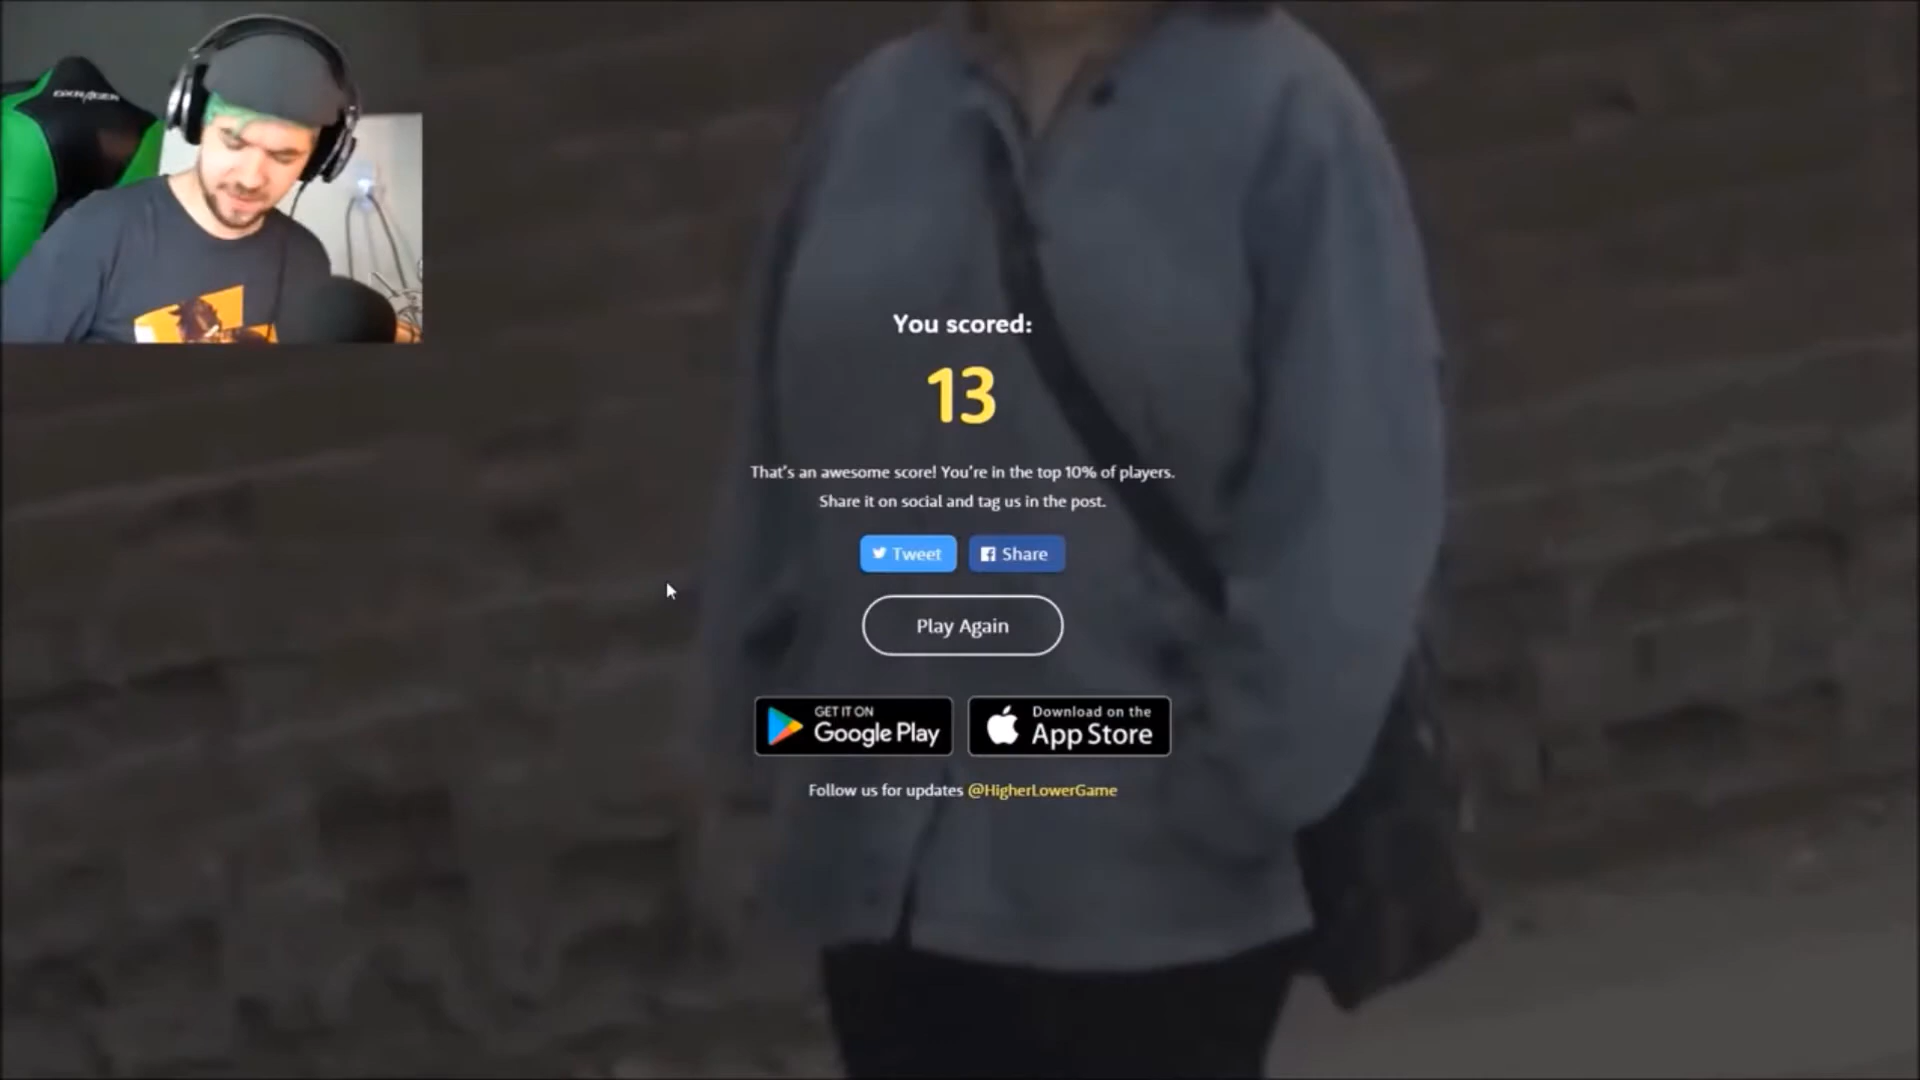 DXRACER
You scored:
13
That's an awesome score! You're in the top 10% of players.
Share it on social and tag us in the post.
Tweet
Share
Play Again
GET IT ON
Google Play
Download on the
App Store
Follow us for updates @HigherLowerGame